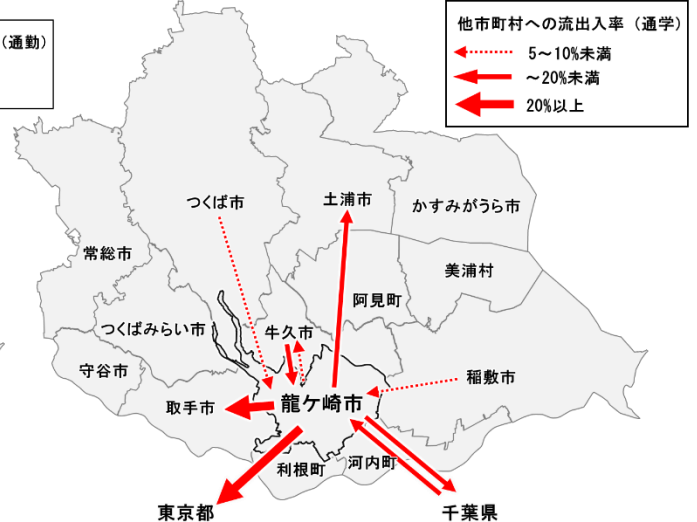 (通勤)
他市町村への流出入率（通学）
5～10%未満
～20%未満
20%以上
つくば市
土浦市
かすみがうら市
常総市
美浦村
阿見町
つくばみらい市
牛久市
守谷市
稲敷市
取手市
龍ケ崎市
利根町
河内町
東京都
千葉県